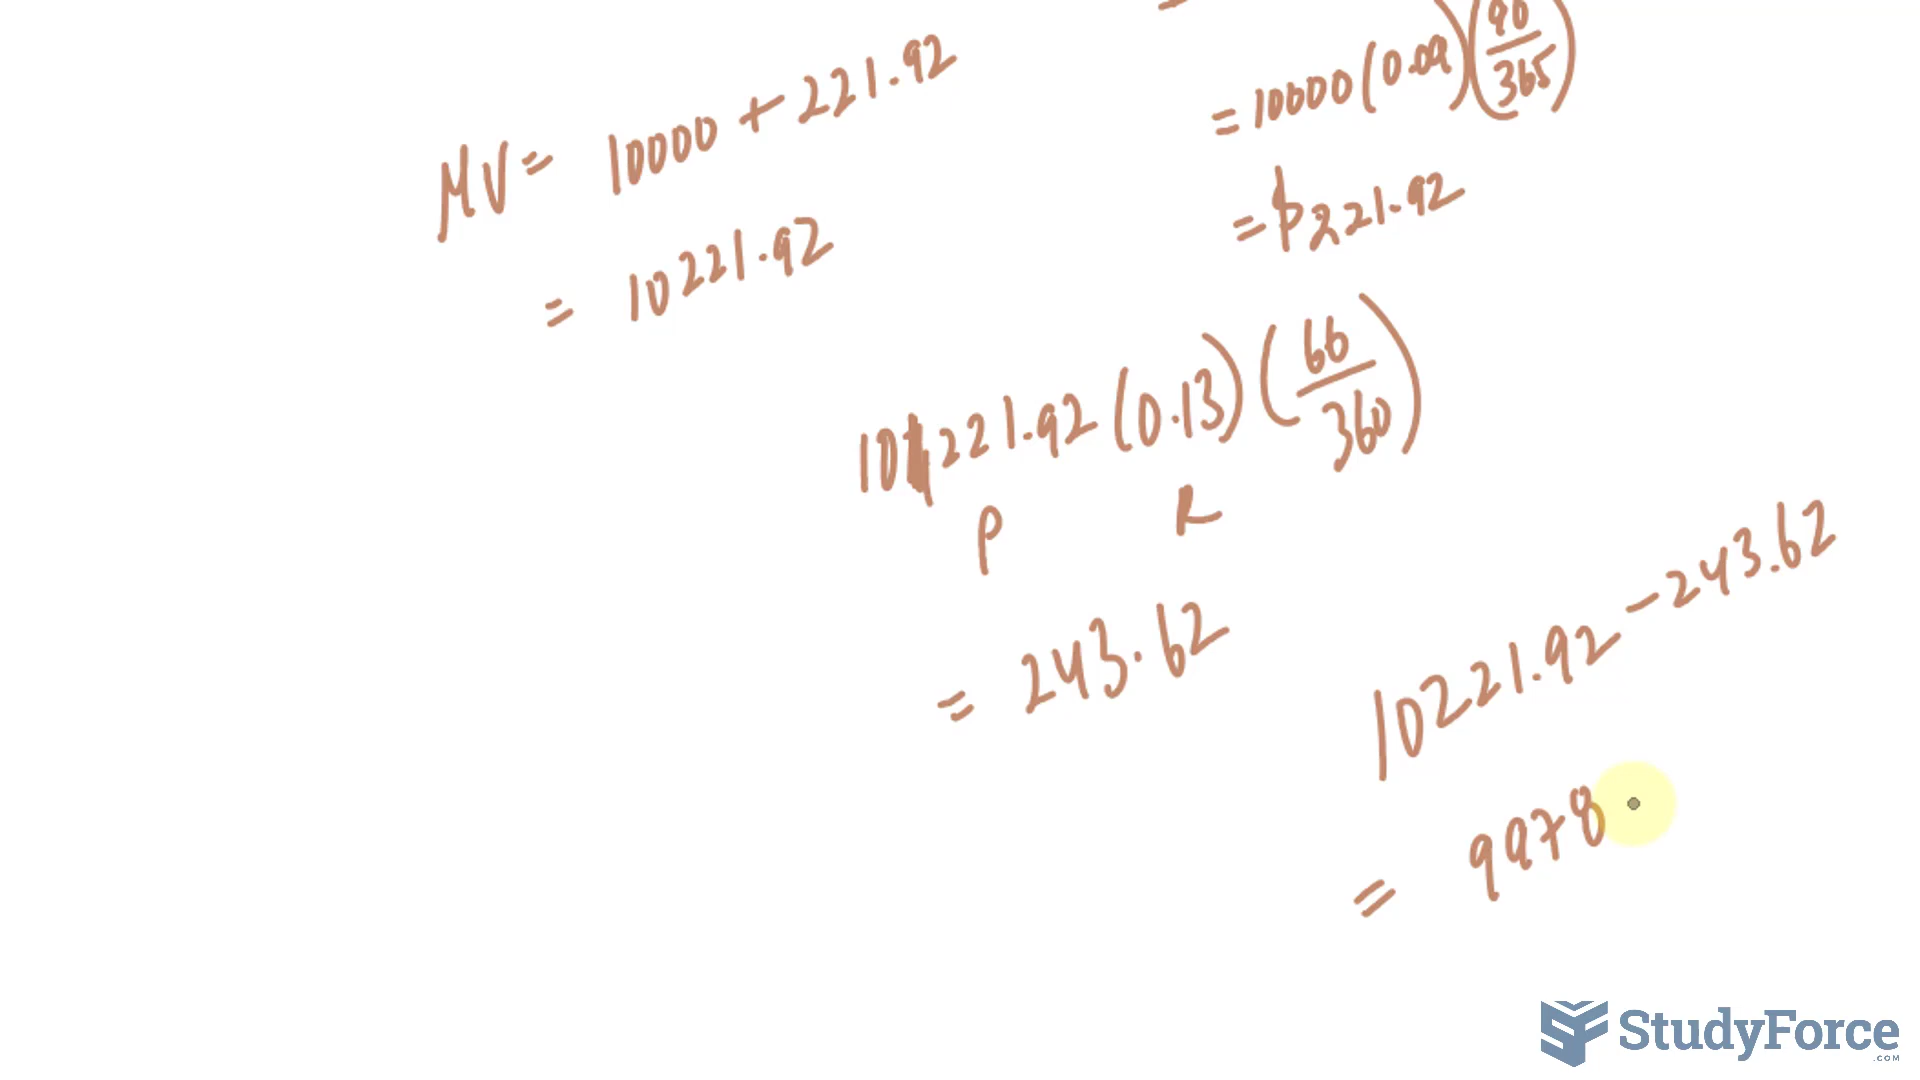 MV = 10000 + 221.92
= 10221.92
= 10000(0.09)(90/365)
= $221.92
10221.92(0.13)(66/360)
P R
= 243.62
10221.92 - 243.62
= 9978
StudyForce
.COM